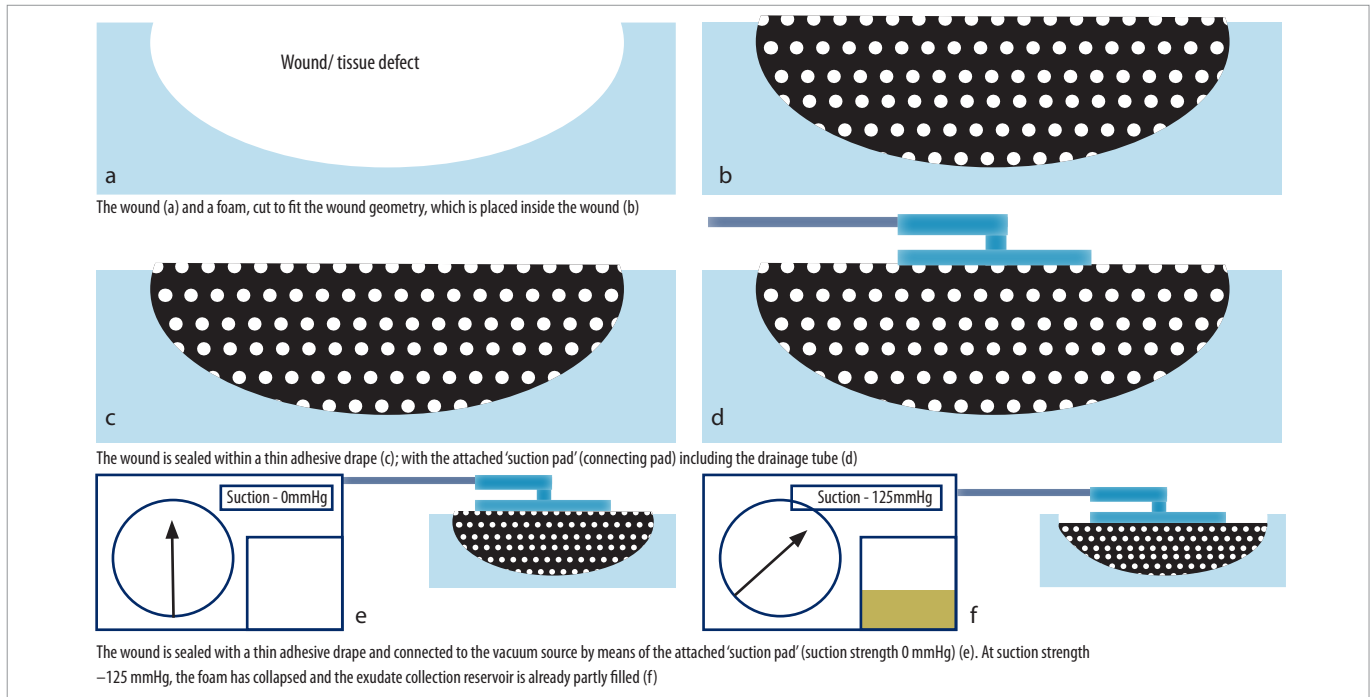 Wound/ tissue defect
a
b
The wound (a) and a foam, cut to fit the wound geometry, which is placed inside the wound (b)
c
d
The wound is sealed within a thin adhesive drape (c); with the attached ‘suction pad’ (connecting pad) including the drainage tube (d)
Suction - 0mmHg
e
Suction - 125mmHg
f
The wound is sealed with a thin adhesive drape and connected to the vacuum source by means of the attached ‘suction pad’ (suction strength 0 mmHg) (e). At suction strength
–125 mmHg, the foam has collapsed and the exudate collection reservoir is already partly filled (f)